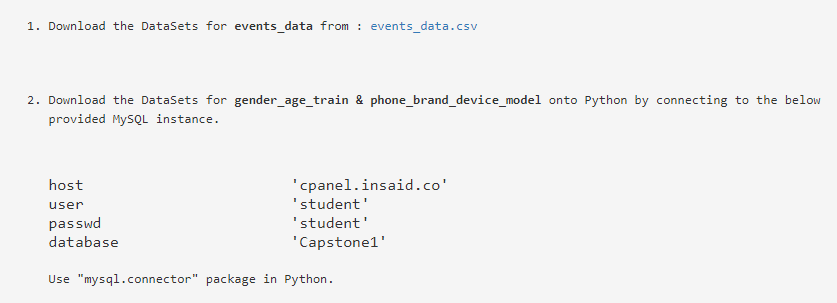 1. Download the DataSets for events_data from : events_data.csv
2. Download the DataSets for gender_age_train & phone_brand_device_model onto Python by connecting to the below
provided MySQL instance.
host 'cpanel.insaid.co'
user 'student'
passwd 'student'
database 'Capstone1'
Use "mysql.connector" package in Python.